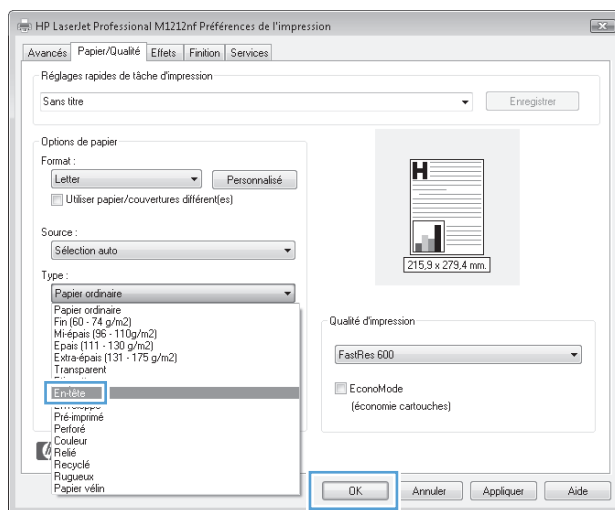 HP LaserJet Professional M1212nf Préférences de l'impression
Avancés Papier/Qualité Effets Finition Services
Réglages rapides de tâche d'impression
Sans titre
Enregistrer
Options de papier
Format :
Letter
Personnalisé
Utiliser papier/couvertures différent(es)
Source :
Sélection auto
Type :
Papier ordinaire
Papier ordinaire
Fin (60 - 74 g/m2)
Mi-épais (96 - 110g/m2)
Epais (111 - 130 g/m2)
Extra-épais (131 - 175 g/m2)
Transparent
En-tête
Pré-imprimé
Perforé
Couleur
Relié
Recyclé
Rugueux
Papier vélin
H
215,9 x 279,4 mm.
Qualité d'impression
FastRes 600
EconoMode
(économie cartouches)
OK Annuler Appliquer Aide